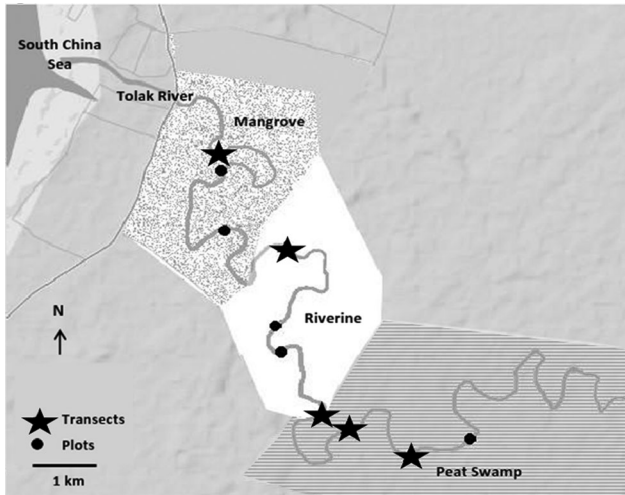 South China
Sea
Tolak River
Mangrove
Riverine
N
Transects
Plots
1 km
Peat Swamp